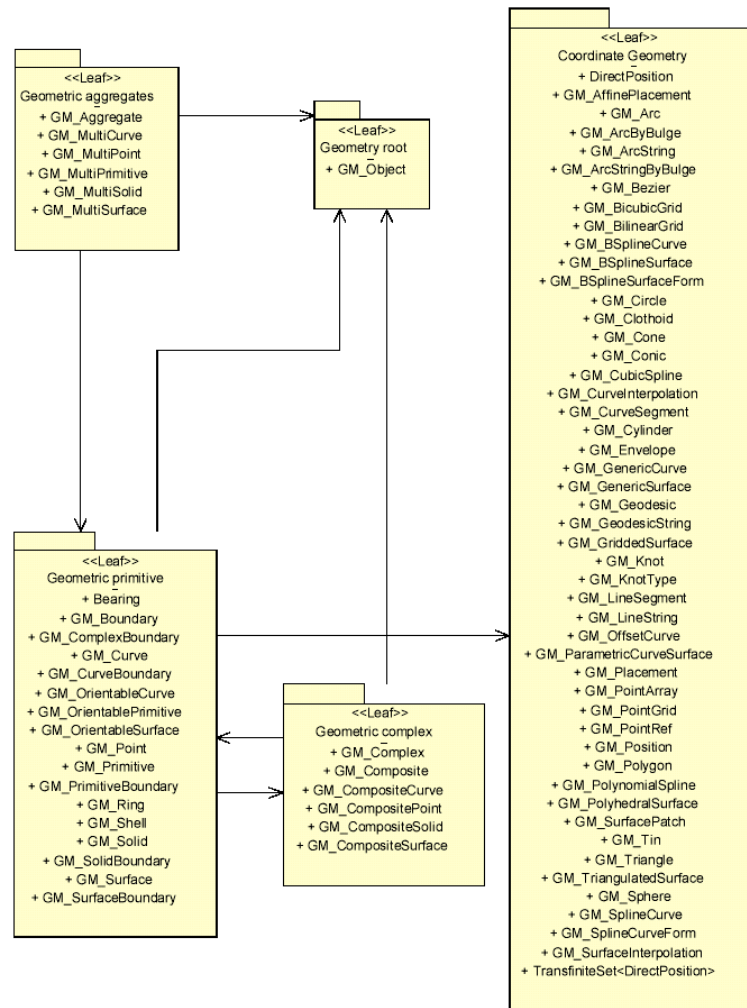 <<Leaf>>
Geometric aggregates
+ GM_Aggregate
+ GM_MultiCurve
+ GM_MultiPoint
+ GM_MultiPrimitive
+ GM_MultiSolid
+ GM_MultiSurface
<<Leaf>>
Geometry root
+ GM_Object
<<Leaf>>
Geometric primitive
+ Bearing
+ GM_Boundary
+ GM_ComplexBoundary
+ GM_Curve
+ GM_CurveBoundary
+ GM_OrientableCurve
+ GM_OrientablePrimitive
+ GM_OrientableSurface
+ GM_Point
+ GM_Primitive
+ GM_PrimitiveBoundary
+ GM_Ring
+ GM_Shell
+ GM_Solid
+ GM_SolidBoundary
+ GM_Surface
+ GM_SurfaceBoundary
<<Leaf>>
Geometric complex
+ GM_Complex
+ GM_Composite
+ GM_CompositeCurve
+ GM_CompositePoint
+ GM_CompositeSolid
+ GM_CompositeSurface
<<Leaf>>
Coordinate Geometry
+ DirectPosition
+ GM_AffinePlacement
+ GM_Arc
+ GM_ArcByBulge
+ GM_ArcString
+ GM_ArcStringByBulge
+ GM_Bezier
+ GM_BicubicGrid
+ GM_BilinearGrid
+ GM_BSplineCurve
+ GM_BSplineSurface
+ GM_BSplineSurfaceForm
+ GM_Circle
+ GM_Clothoid
+ GM_Cone
+ GM_Conic
+ GM_CubicSpline
+ GM_CurveInterpolation
+ GM_CurveSegment
+ GM_Cylinder
+ GM_Envelope
+ GM_GenericCurve
+ GM_GenericSurface
+ GM_Geodesic
+ GM_GeodesicString
+ GM_GriddedSurface
+ GM_Knot
+ GM_KnotType
+ GM_LineSegment
+ GM_LineString
+ GM_OffsetCurve
+ GM_ParametricCurveSurface
+ GM_Placement
+ GM_PointArray
+ GM_PointGrid
+ GM_PointRef
+ GM_Position
+ GM_Polygon
+ GM_PolynomialSpline
+ GM_PolyhedralSurface
+ GM_SurfacePatch
+ GM_Tin
+ GM_Triangle
+ GM_TriangulatedSurface
+ GM_Sphere
+ GM_SplineCurve
+ GM_SplineCurveForm
+ GM_SurfaceInterpolation
+ TransfiniteSet<DirectPosition>